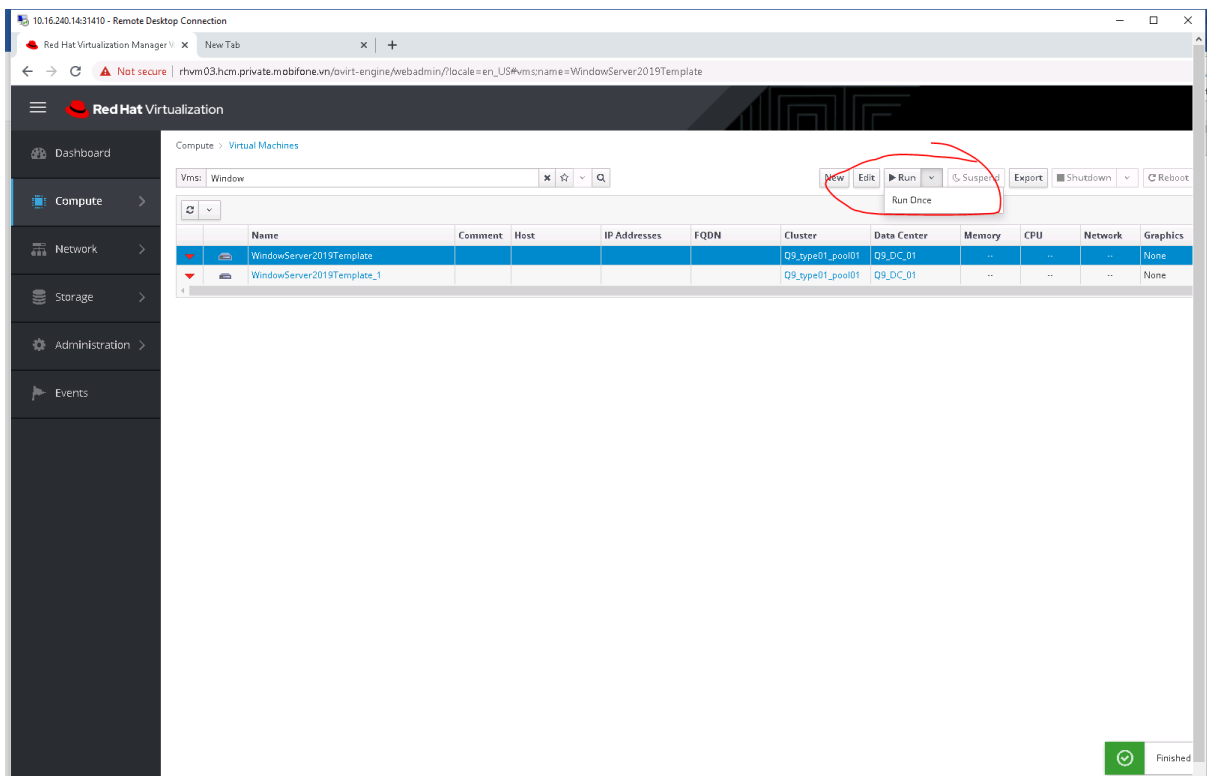 10.16.240.14:31410 - Remote Desktop Connection
Red Hat Virtualization Manager V New Tab
Not secure rhvm03.hcm.private.mobifone.vn/ovirt-engine/webadmin/?locale=en_US#vms;name=WindowServer2019Template
Red Hat Virtualization
Dashboard
Compute
Network
Storage
Administration
Events
Compute > Virtual Machines
Vms: Window
New Edit Run Suspend Export Shutdown Reboot
Run Once
Name Comment Host IP Addresses FQDN Cluster Data Center Memory CPU Network Graphics
WindowServer2019Template Q9_type01_pool01 Q9_DC_01 -- -- -- None
WindowServer2019Template_1 Q9_type01_pool01 Q9_DC_01 -- -- -- None
Finished